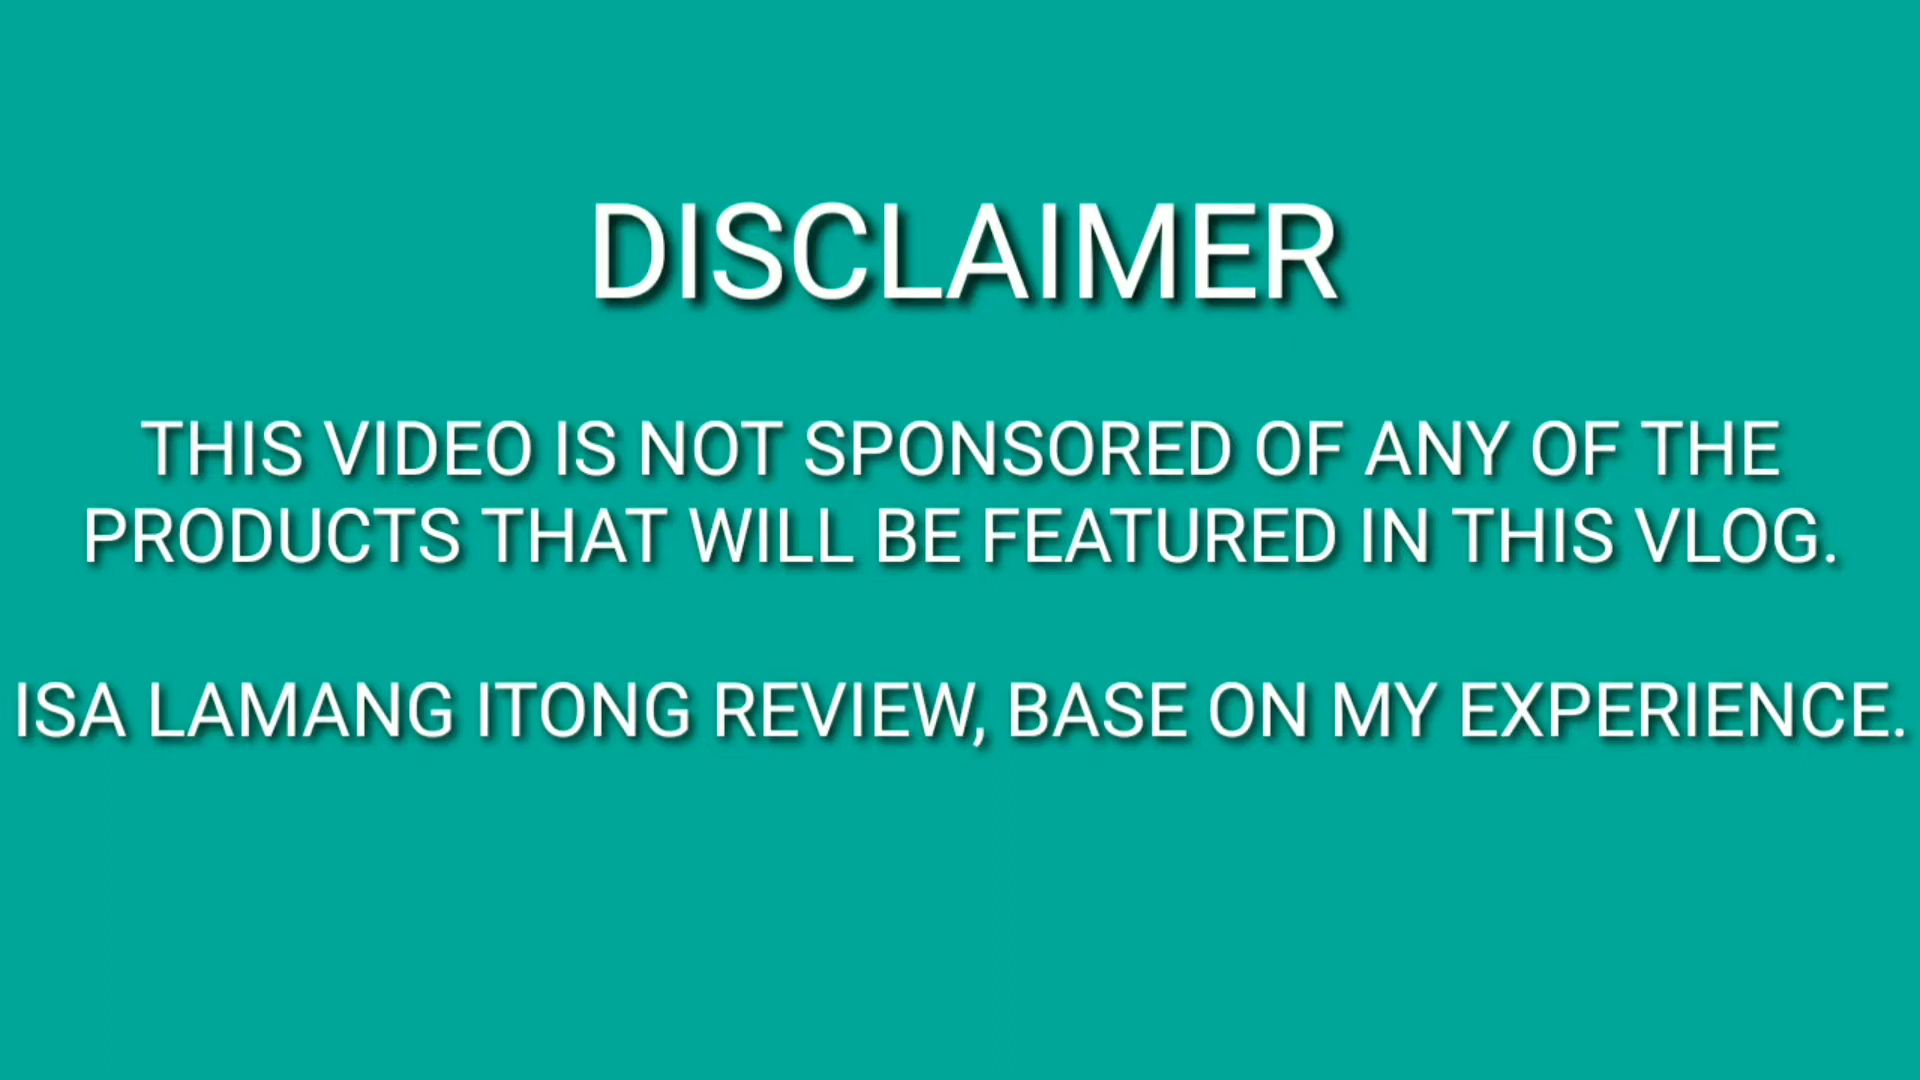 DISCLAIMER
THIS VIDEO IS NOT SPONSORED OF ANY OF THE
PRODUCTS THAT WILL BE FEATURED IN THIS VLOG.
ISA LAMANG ITONG REVIEW, BASE ON MY EXPERIENCE.